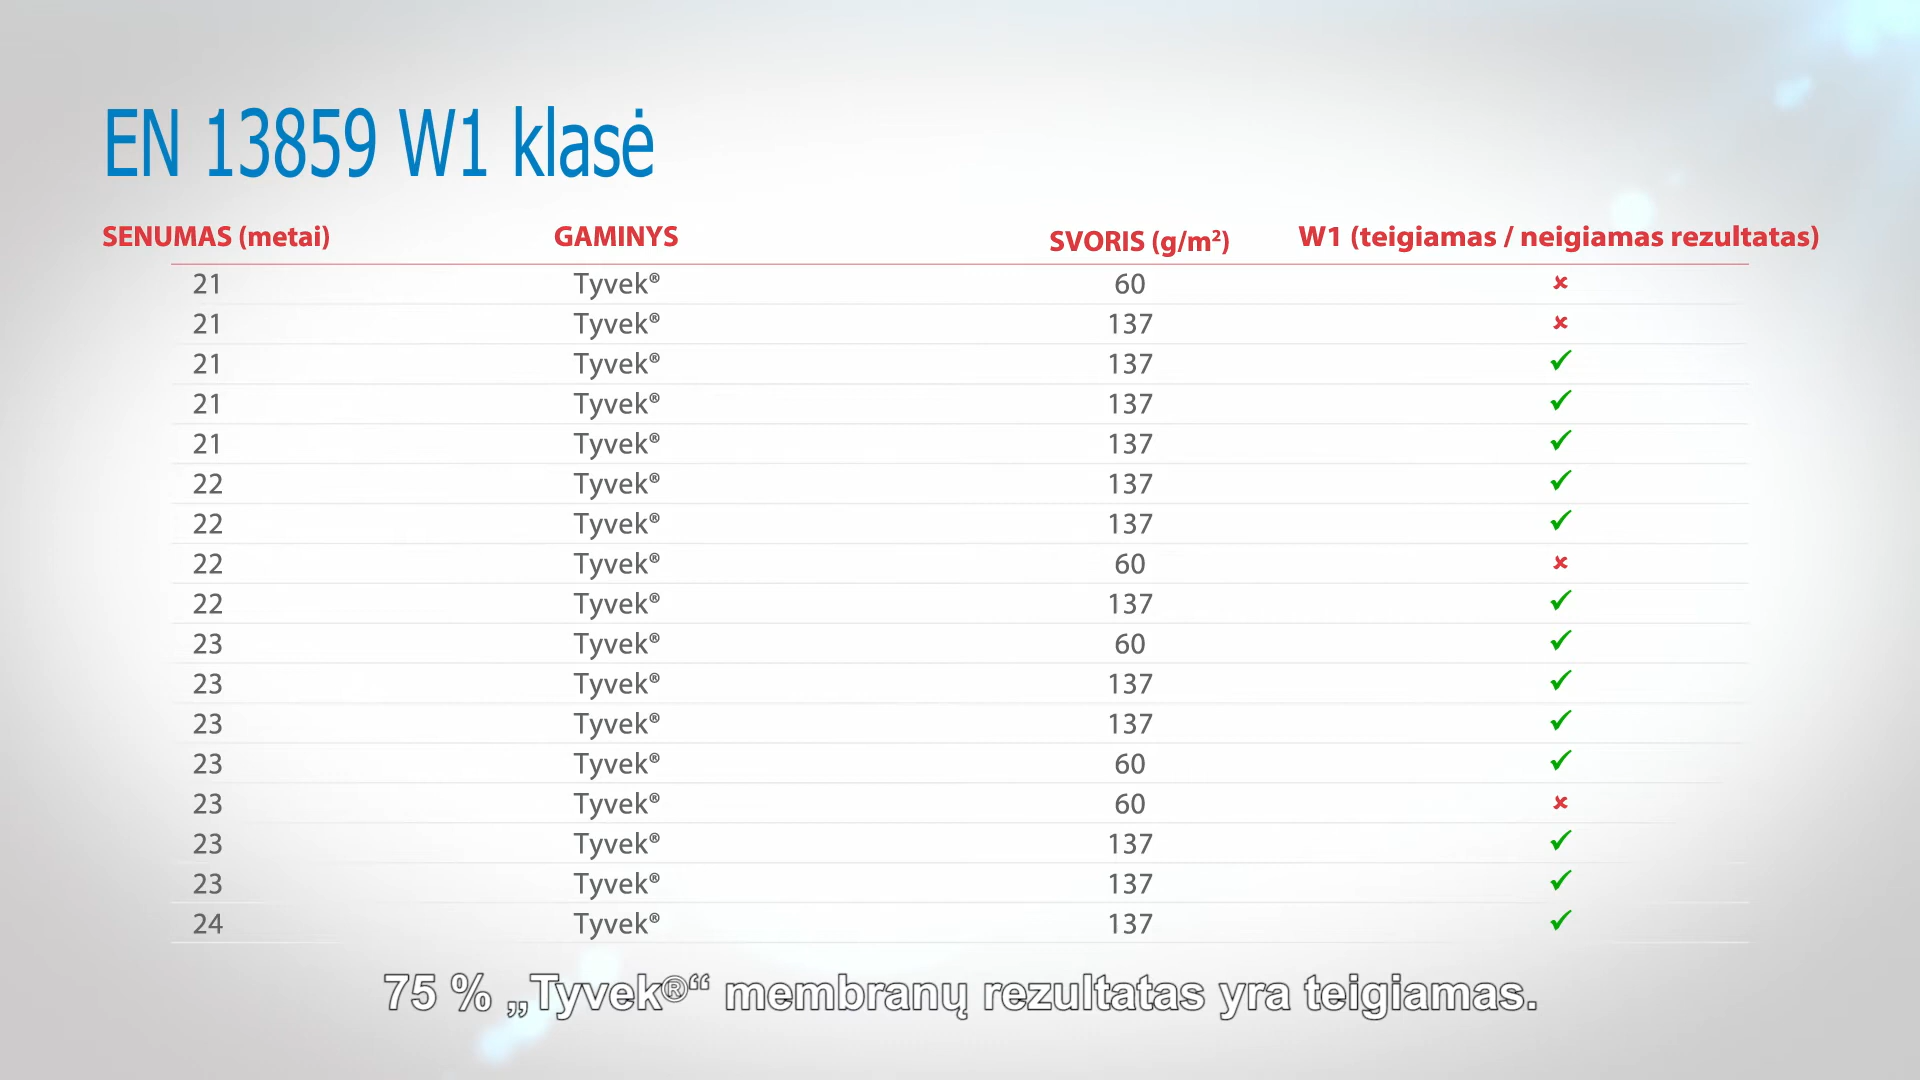 EN 13859 W1 klasė
SENUMAS (metai) GAMINYS SVORIS (g/m²) W1 (teigiamas / neigiamas rezultatas)
21 Tyvek® 60 ✘
21 Tyvek® 137 ✘
21 Tyvek® 137 ✓
21 Tyvek® 137 ✓
21 Tyvek® 137 ✓
22 Tyvek® 137 ✓
22 Tyvek® 137 ✓
22 Tyvek® 60 ✘
22 Tyvek® 137 ✓
23 Tyvek® 60 ✓
23 Tyvek® 137 ✓
23 Tyvek® 137 ✓
23 Tyvek® 60 ✓
23 Tyvek® 60 ✘
23 Tyvek® 137 ✓
23 Tyvek® 137 ✓
24 Tyvek® 137 ✓
75 % „Tyvek®“ membranų rezultatas yra teigiamas.